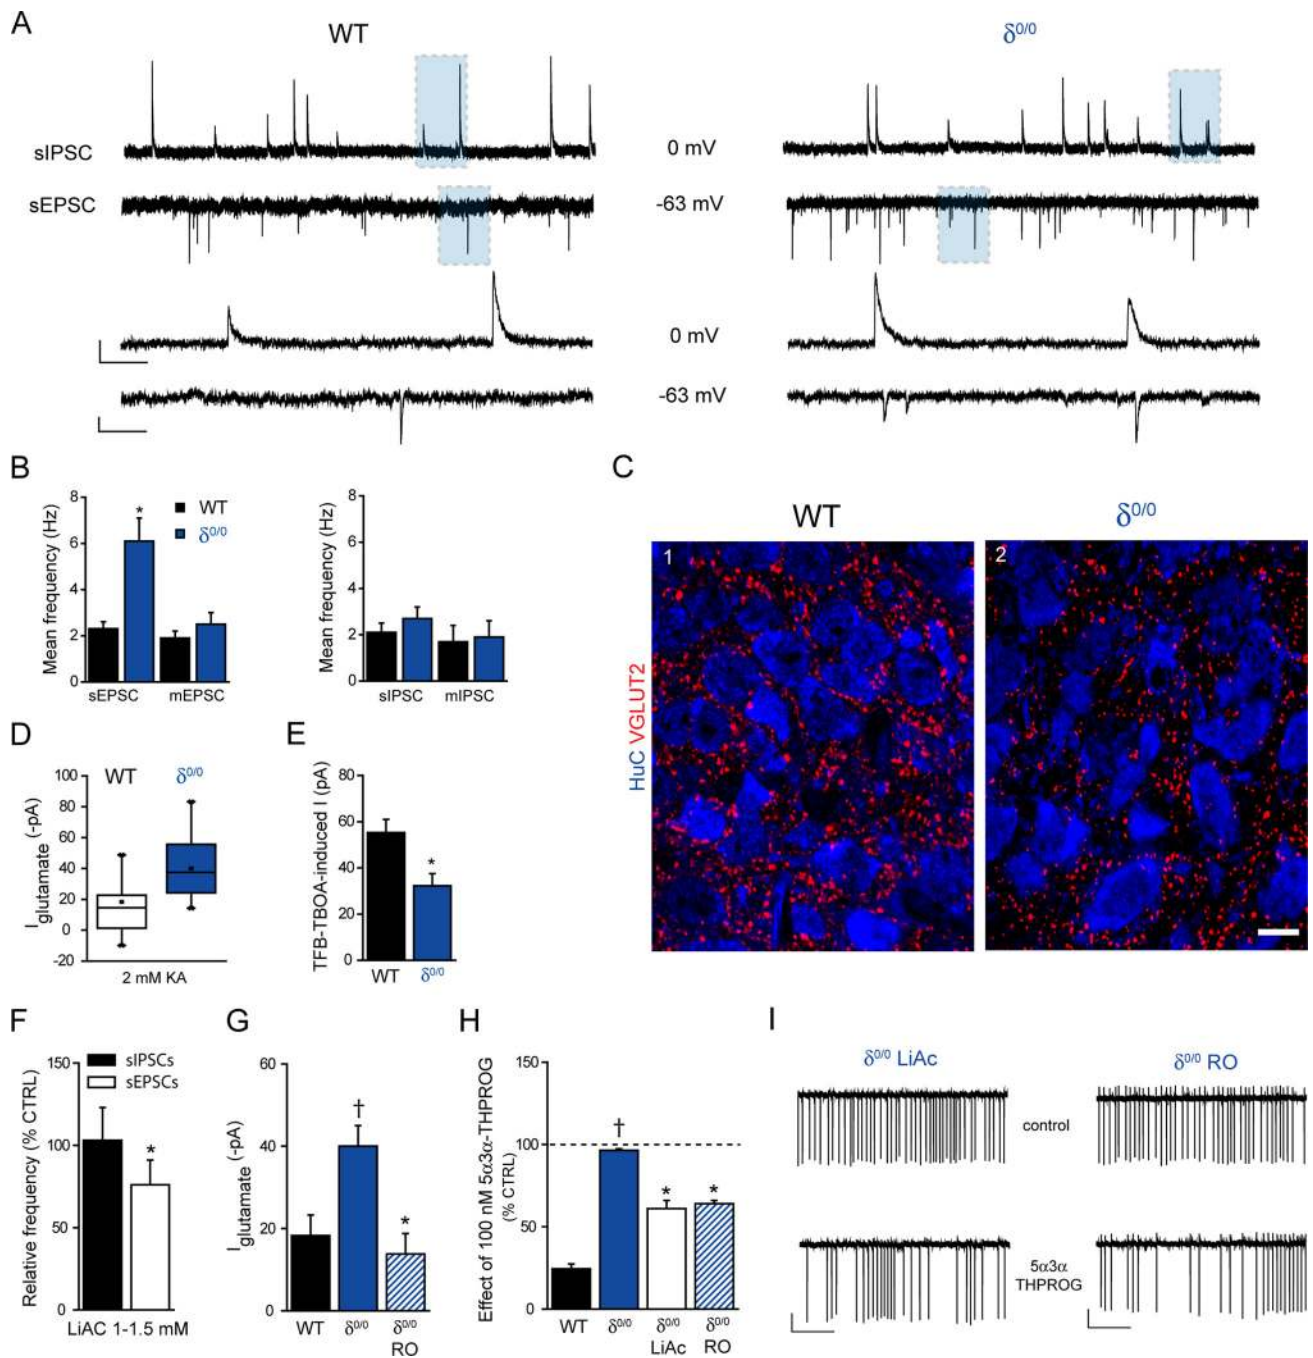 A
WT
δ0/0
sIPSC
0 mV
sEPSC
-63 mV
0 mV
-63 mV
B
Mean frequency (Hz)
8
6
4
2
0
WT
δ0/0
*
sEPSC
mEPSC
Mean frequency (Hz)
8
6
4
2
0
sIPSC
mIPSC
C
WT
δ0/0
HuC VGLUT2
1
2
D
Iglutamate (-pA)
100
80
60
40
20
0
-20
WT
δ0/0
2 mM KA
E
TFB-TBOA-induced I (pA)
80
60
40
20
0
*
WT
δ0/0
F
Relative frequency (% CTRL)
150
100
50
0
sIPSCs
sEPSCs
*
LiAC 1-1.5 mM
G
Iglutamate (-pA)
60
40
20
0
†
*
WT
δ0/0
δ0/0
RO
H
Effect of 100 nM 5α3α-THPROG
(% CTRL)
150
100
50
0
†
*
*
WT
δ0/0
δ0/0
LiAc
δ0/0
RO
I
δ0/0 LiAc
δ0/0 RO
control
5α3α
THPROG